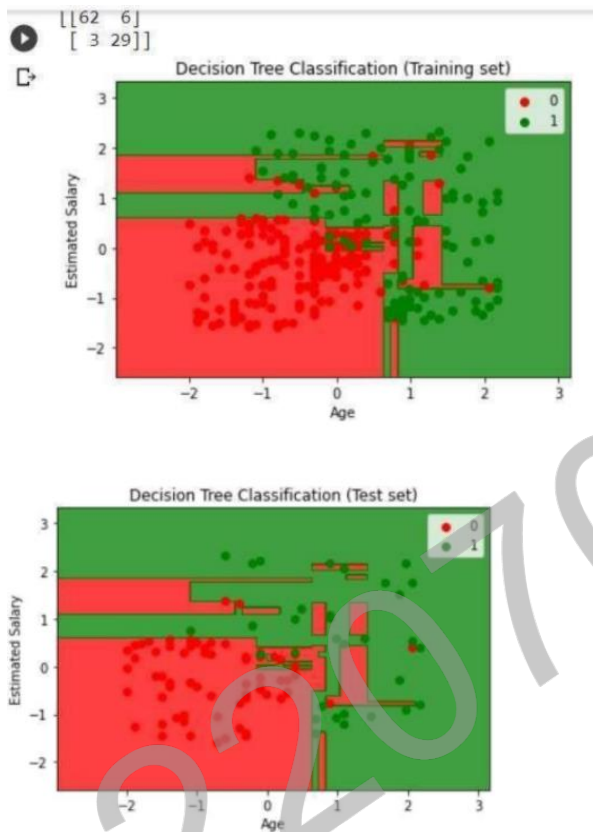 [[62 6]
[ 3 29]]
Decision Tree Classification (Training set)
0
1
3
2
1
0
−1
−2
Estimated Salary
−2 −1 0 1 2 3
Age
Decision Tree Classification (Test set)
0
1
3
2
1
0
−1
−2
Estimated Salary
−2 −1 0 1 2 3
Age